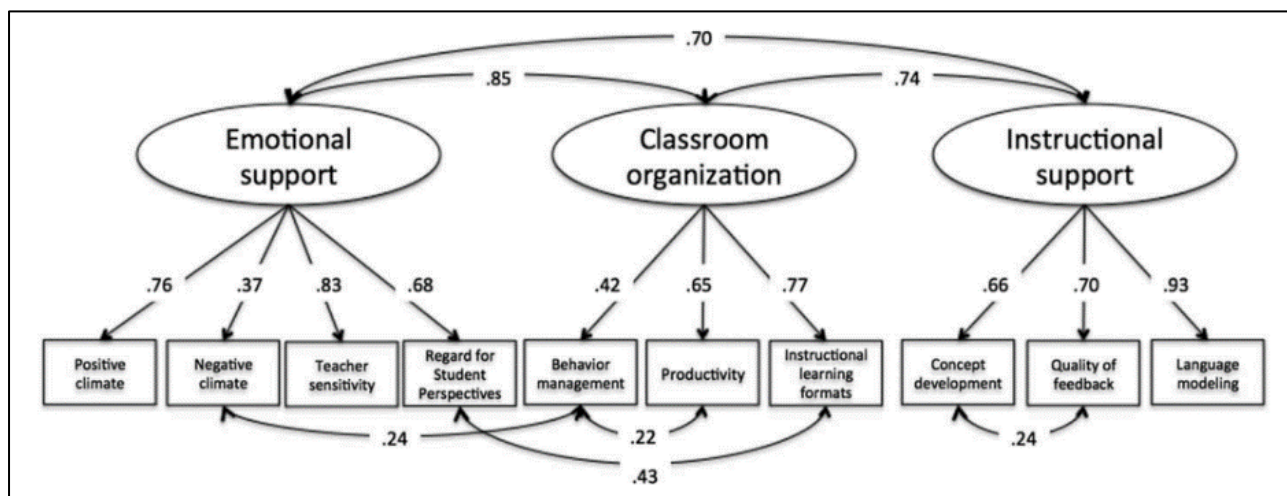 .70
.85
.74
Emotional
support
Classroom
organization
Instructional
support
.76
.37
.83
.68
.42
.65
.77
.66
.70
.93
Positive
climate
Negative
climate
Teacher
sensitivity
Regard for
Student
Perspectives
Behavior
management
Productivity
Instructional
learning
formats
Concept
development
Quality of
feedback
Language
modeling
.24
.22
.43
.24